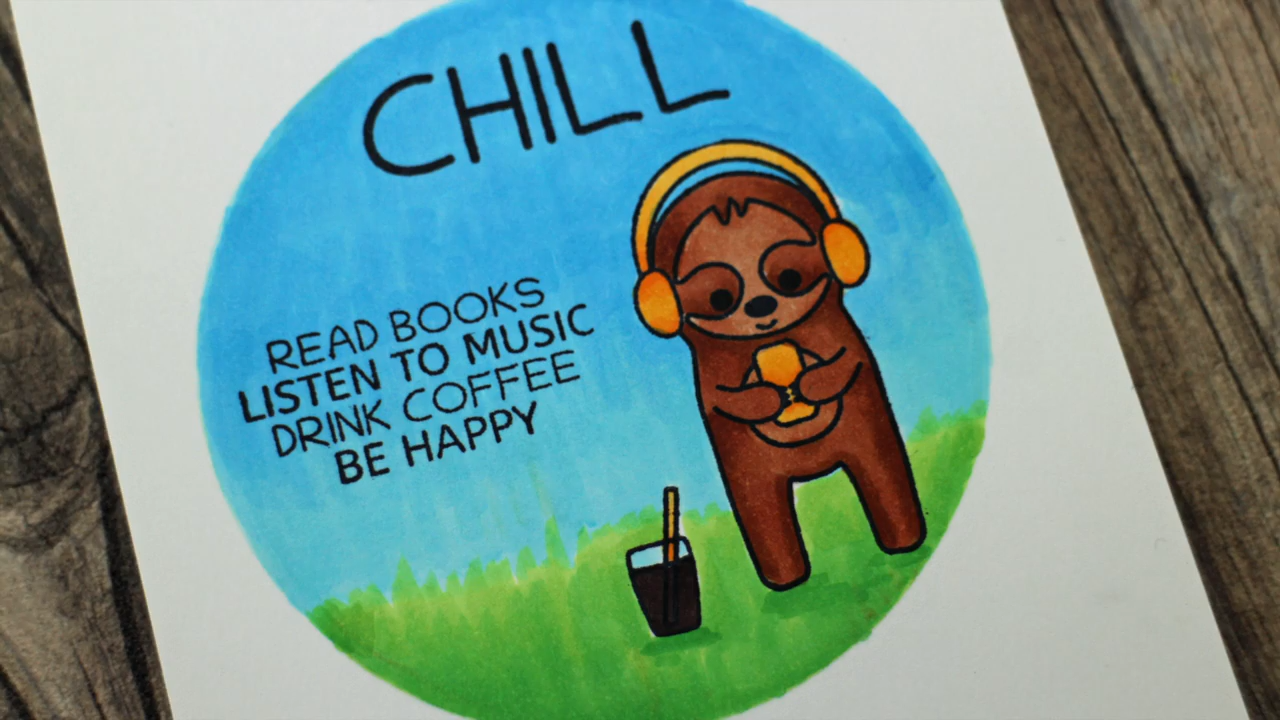 CHILL
READ BOOKS
LISTEN TO MUSIC
DRINK COFFEE
BE HAPPY